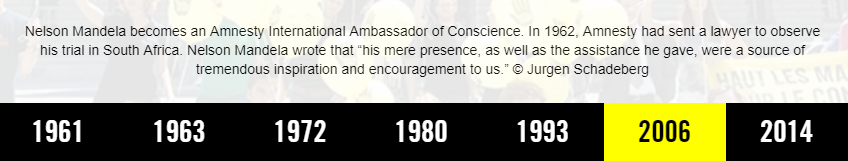 Nelson Mandela becomes an Amnesty International Ambassador of Conscience. In 1962, Amnesty had sent a lawyer to observe
his trial in South Africa. Nelson Mandela wrote that “his mere presence, as well as the assistance he gave, were a source of
tremendous inspiration and encouragement to us.” © Jurgen Schadeberg
HAUT LES MA
1961 1963 1972 1980 1993 2006 2014